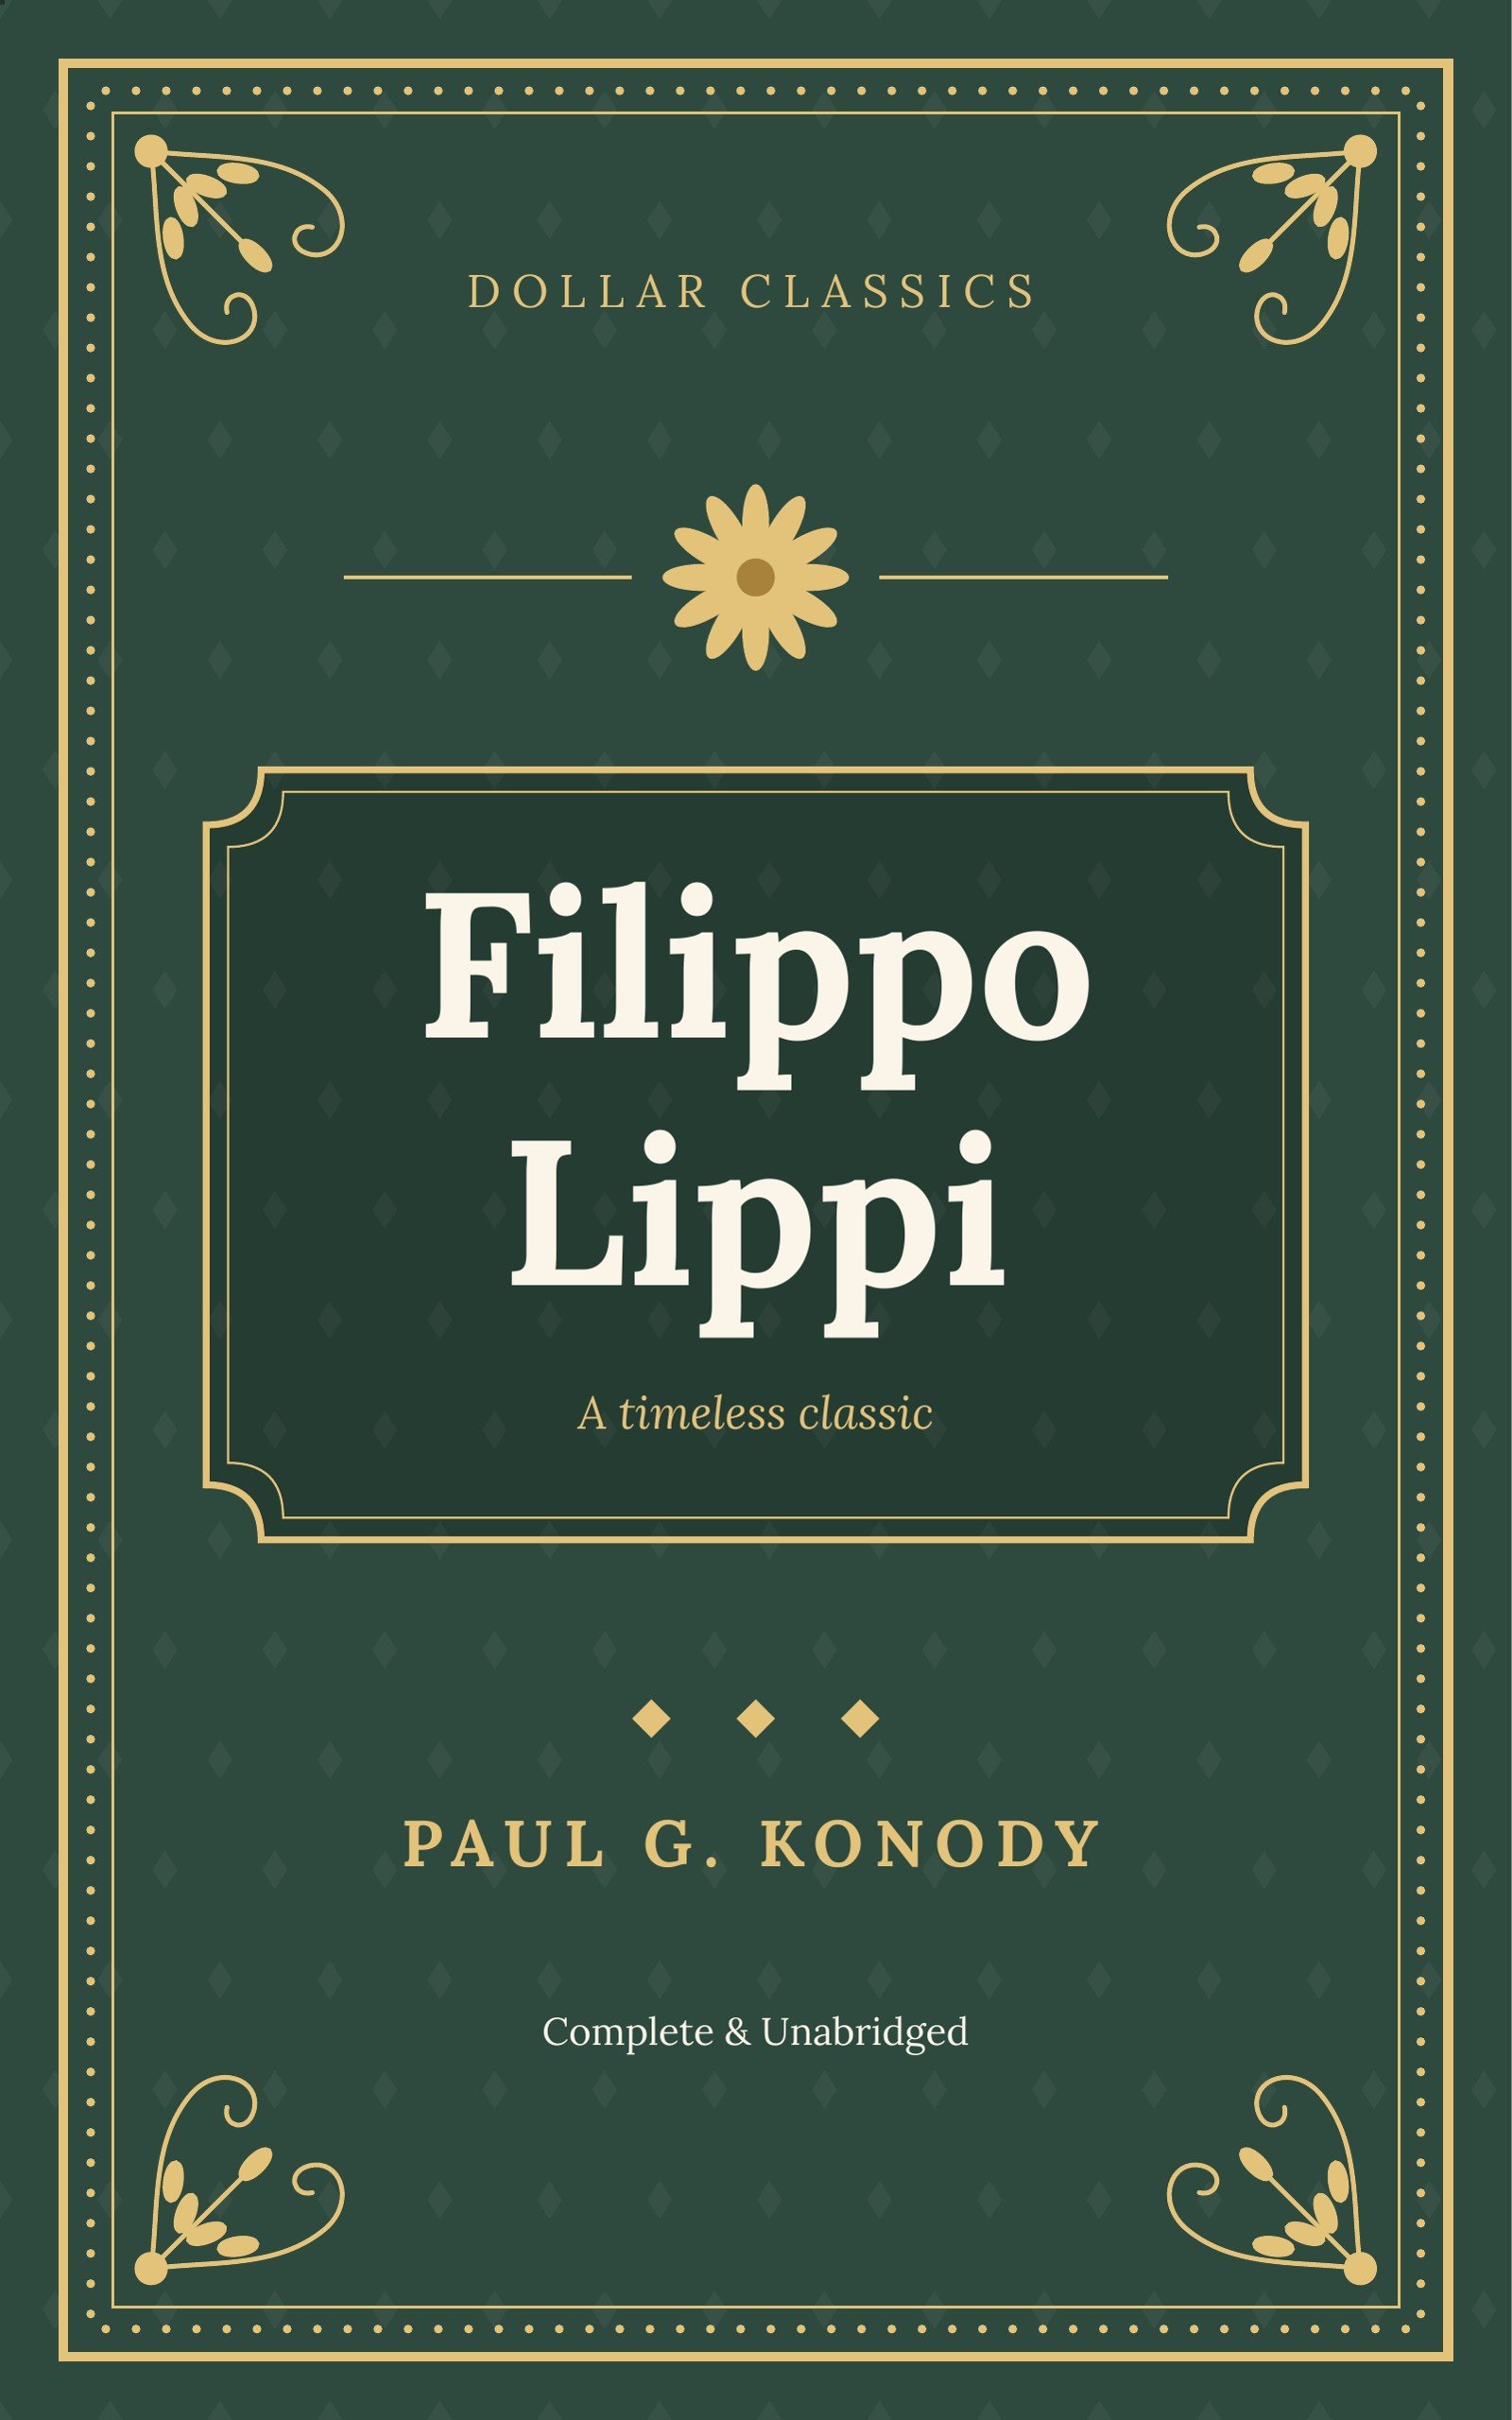 DOLLAR CLASSICS
Filippo
Lippi
A timeless classic
PAUL G. KONODY
Complete & Unabridged